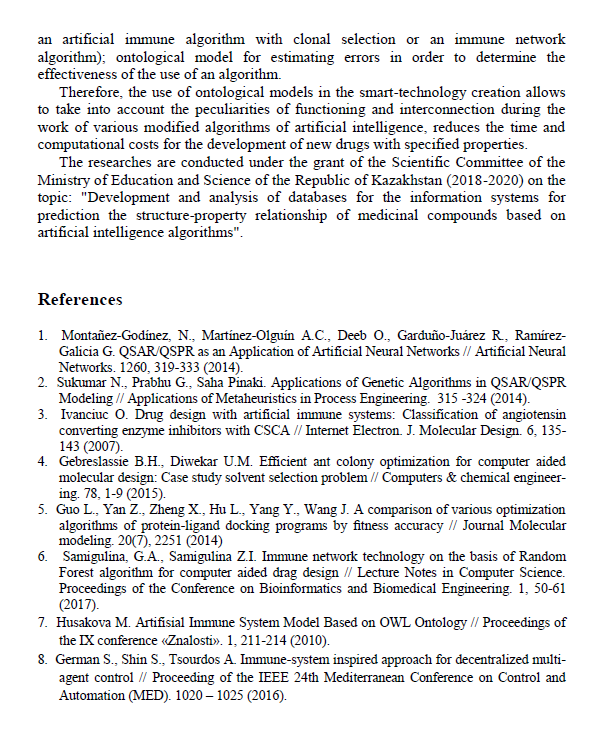 an artificial immune algorithm with clonal selection or an immune network
algorithm); ontological model for estimating errors in order to determine the
effectiveness of the use of an algorithm.
Therefore, the use of ontological models in the smart-technology creation allows
to take into account the peculiarities of functioning and interconnection during the
work of various modified algorithms of artificial intelligence, reduces the time and
computational costs for the development of new drugs with specified properties.
The researches are conducted under the grant of the Scientific Committee of the
Ministry of Education and Science of the Republic of Kazakhstan (2018-2020) on the
topic: "Development and analysis of databases for the information systems for
prediction the structure-property relationship of medicinal compounds based on
artificial intelligence algorithms".
References
1. Montañez-Godínez, N., Martínez-Olguín A.C., Deeb O., Garduño-Juárez R., Ramírez-
Galicia G. QSAR/QSPR as an Application of Artificial Neural Networks // Artificial Neural
Networks. 1260, 319-333 (2014).
2. Sukumar N., Prabhu G., Saha Pinaki. Applications of Genetic Algorithms in QSAR/QSPR
Modeling // Applications of Metaheuristics in Process Engineering. 315 -324 (2014).
3. Ivanciuc O. Drug design with artificial immune systems: Classification of angiotensin
converting enzyme inhibitors with CSCA // Internet Electron. J. Molecular Design. 6, 135-
143 (2007).
4. Gebreslassie B.H., Diwekar U.M. Efficient ant colony optimization for computer aided
molecular design: Case study solvent selection problem // Computers & chemical engineer-
ing. 78, 1-9 (2015).
5. Guo L., Yan Z., Zheng X., Hu L., Yang Y., Wang J. A comparison of various optimization
algorithms of protein-ligand docking programs by fitness accuracy // Journal Molecular
modeling. 20(7), 2251 (2014)
6. Samigulina, G.A., Samigulina Z.I. Immune network technology on the basis of Random
Forest algorithm for computer aided drag design // Lecture Notes in Computer Science.
Proceedings of the Conference on Bioinformatics and Biomedical Engineering. 1, 50-61
(2017).
7. Husakova M. Artifisial Immune System Model Based on OWL Ontology // Proceedings of
the IX conference «Znalosti». 1, 211-214 (2010).
8. German S., Shin S., Tsourdos A. Immune-system inspired approach for decentralized multi-
agent control // Proceeding of the IEEE 24th Mediterranean Conference on Control and
Automation (MED). 1020 – 1025 (2016).